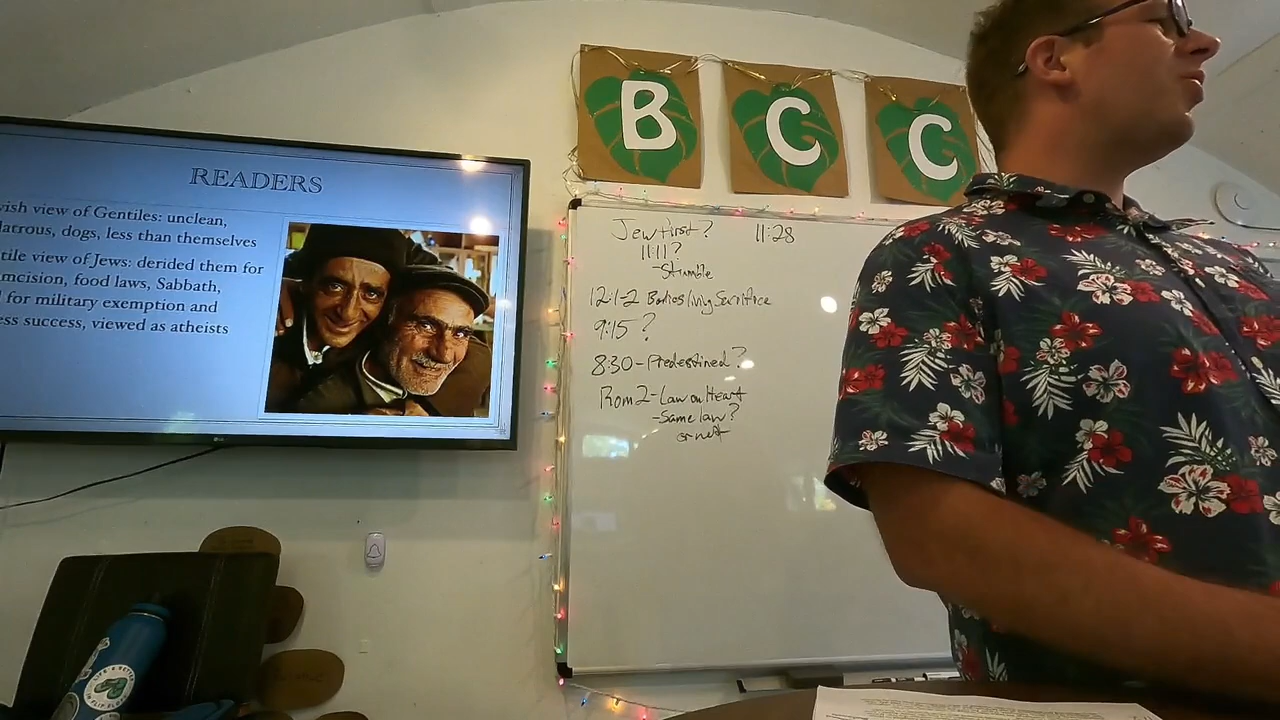 READERS
wish view of Gentiles: unclean,
latrous, dogs, less than themselves
tile view of Jews: derided them for
mcision, food laws, Sabbath,
l for military exemption and
ess success, viewed as atheists
LG
B C C
Jew first? 11:28
11:11?
-Stumble
12:1-2 Bodies living Sacrifice
9:15?
8:30-Predestined?
Rom 2-Law on Heart
-Same law?
or not